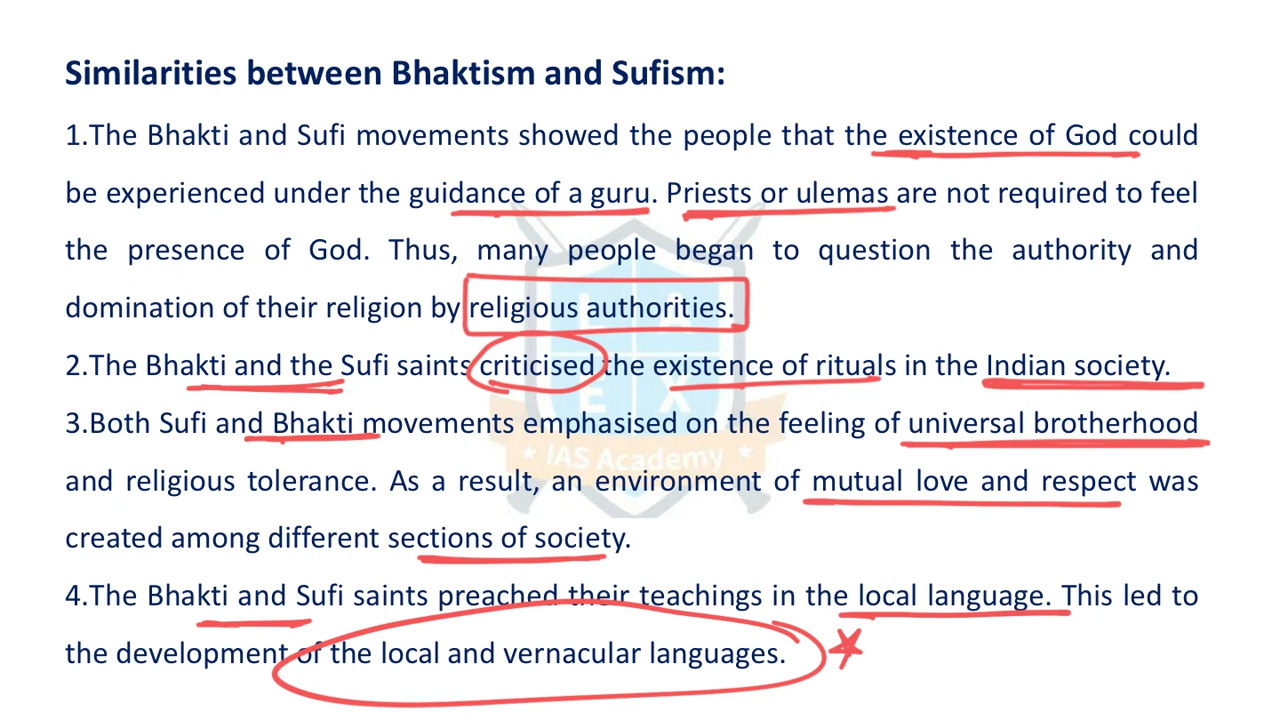 Similarities between Bhaktism and Sufism:
1.The Bhakti and Sufi movements showed the people that the existence of God could
be experienced under the guidance of a guru. Priests or ulemas are not required to feel
the presence of God. Thus, many people began to question the authority and
domination of their religion by religious authorities.
2.The Bhakti and the Sufi saints criticised the existence of rituals in the Indian society.
3.Both Sufi and Bhakti movements emphasised on the feeling of universal brotherhood
and religious tolerance. As a result, an environment of mutual love and respect was
created among different sections of society.
4.The Bhakti and Sufi saints preached their teachings in the local language. This led to
the development of the local and vernacular languages.
L A
E X
IAS Academy